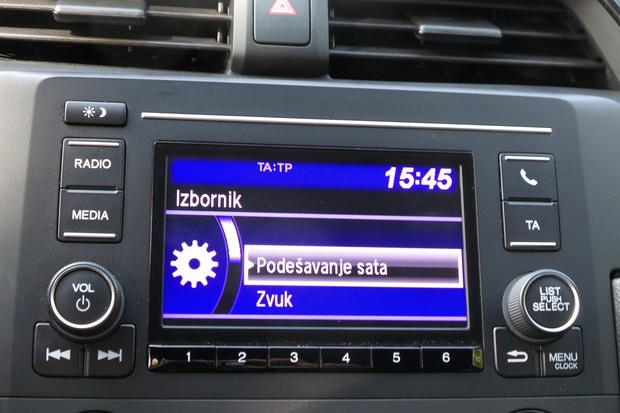 RADIO
MEDIA
VOL
TA:TP
15:45
Izbornik
Podešavanje sata
Zvuk
TA
LIST
PUSH
SELECT
1 2 3 4 5 6
MENU
CLOCK